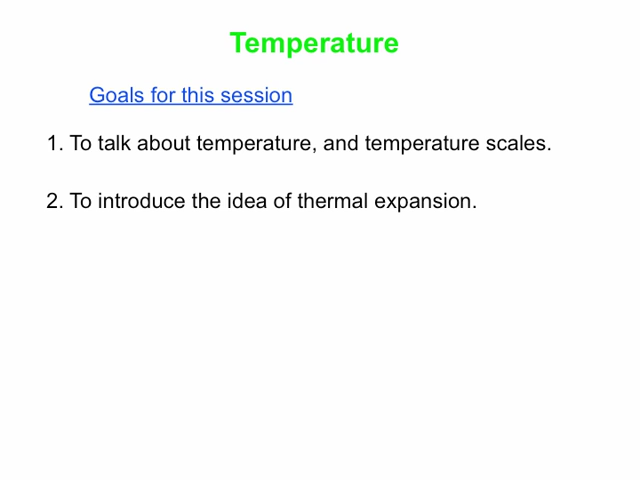 Temperature
Goals for this session
1. To talk about temperature, and temperature scales.
2. To introduce the idea of thermal expansion.